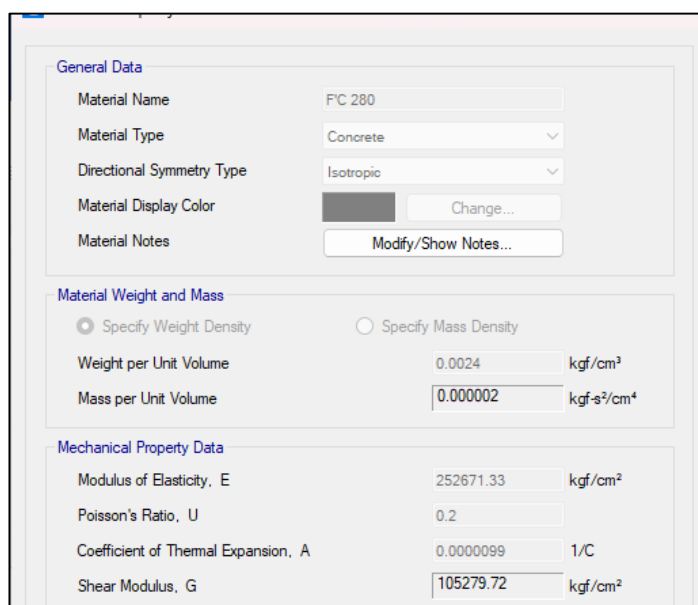 General Data
Material Name F'C 280
Material Type Concrete
Directional Symmetry Type Isotropic
Material Display Color Change...
Material Notes Modify/Show Notes...
Material Weight and Mass
Specify Weight Density Specify Mass Density
Weight per Unit Volume 0.0024 kgf/cm³
Mass per Unit Volume 0.000002 kgf-s²/cm⁴
Mechanical Property Data
Modulus of Elasticity, E 252671.33 kgf/cm²
Poisson's Ratio, U 0.2
Coefficient of Thermal Expansion, A 0.0000099 1/C
Shear Modulus, G 105279.72 kgf/cm²